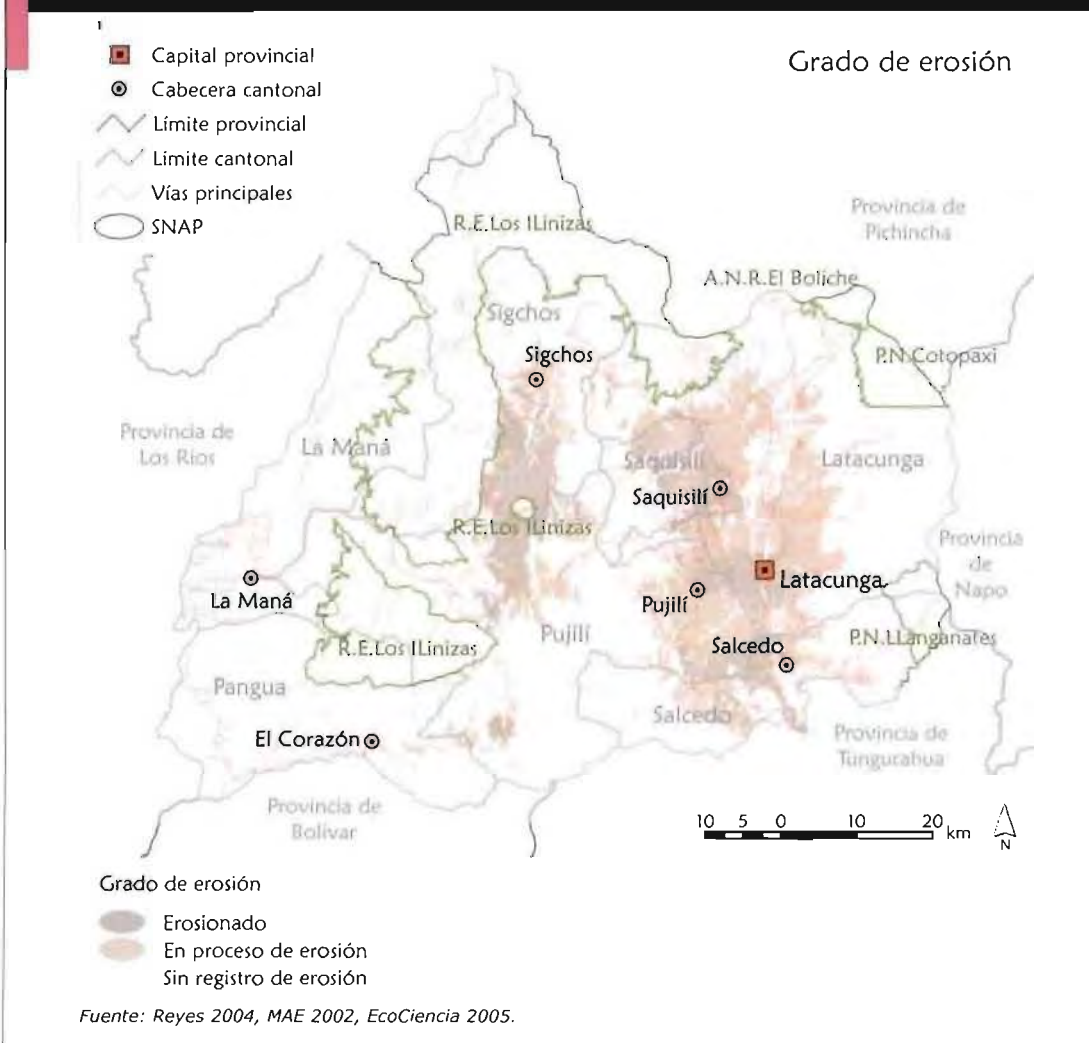 Capital provincial
Cabecera cantonal
Límite provincial
Límite cantonal
Vías principales
SNAP
Grado de erosión
Provincia de
Pichincha
R.E.Los ILinizas
A.N.R.El Boliche
Sigchos
Sigchos
P.N.Cotopaxi
Provincia de
Los Rios
La Maná
Saquisilí
Latacunga
Saquisilí
R.E.Los ILinizas
Provincia
de
Napo
La Maná
Latacunga
Pujilí
Pujilí
P.N.LLanganates
Salcedo
R.E.Los ILinizas
Pangua
Salcedo
El Corazón
Provincia de
Tungurahua
Provincia de
Bolívar
10 5 0 10 20 km
N
Grado de erosión
Erosionado
En proceso de erosión
Sin registro de erosión
Fuente: Reyes 2004, MAE 2002, EcoCiencia 2005.